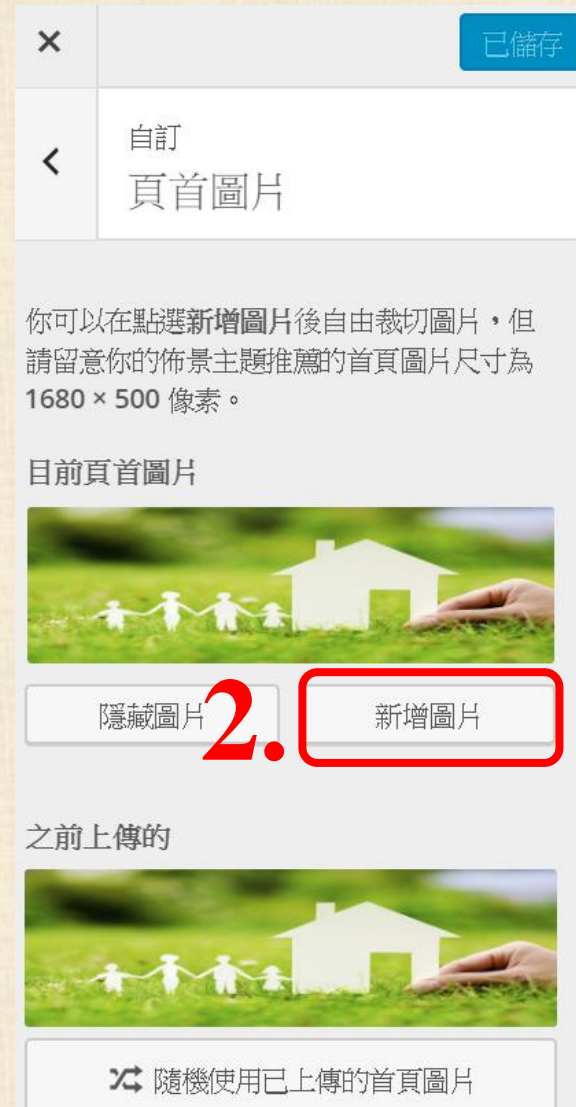 ×
已儲存
自訂
頁首圖片
你可以在點選新增圖片後自由裁切圖片，但
請留意你的佈景主題推薦的首頁圖片尺寸為
1680 × 500 像素。
目前頁首圖片
隱藏圖片
2.
新增圖片
之前上傳的
隨機使用已上傳的首頁圖片